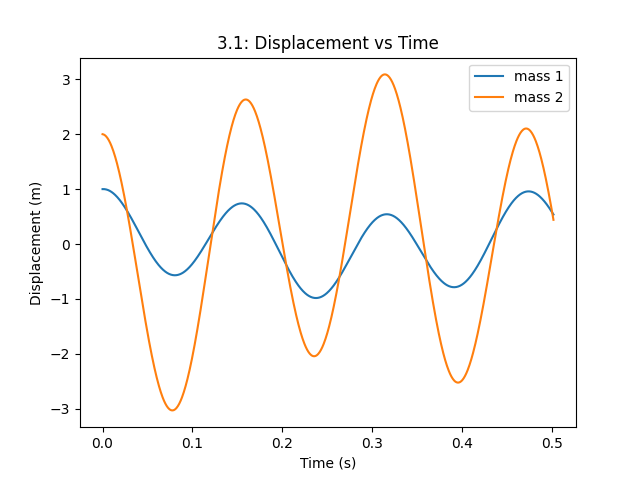 3.1: Displacement vs Time
mass 1
mass 2
Displacement (m)
3
2
1
0
−1
−2
−3
0.0 0.1 0.2 0.3 0.4 0.5
Time (s)